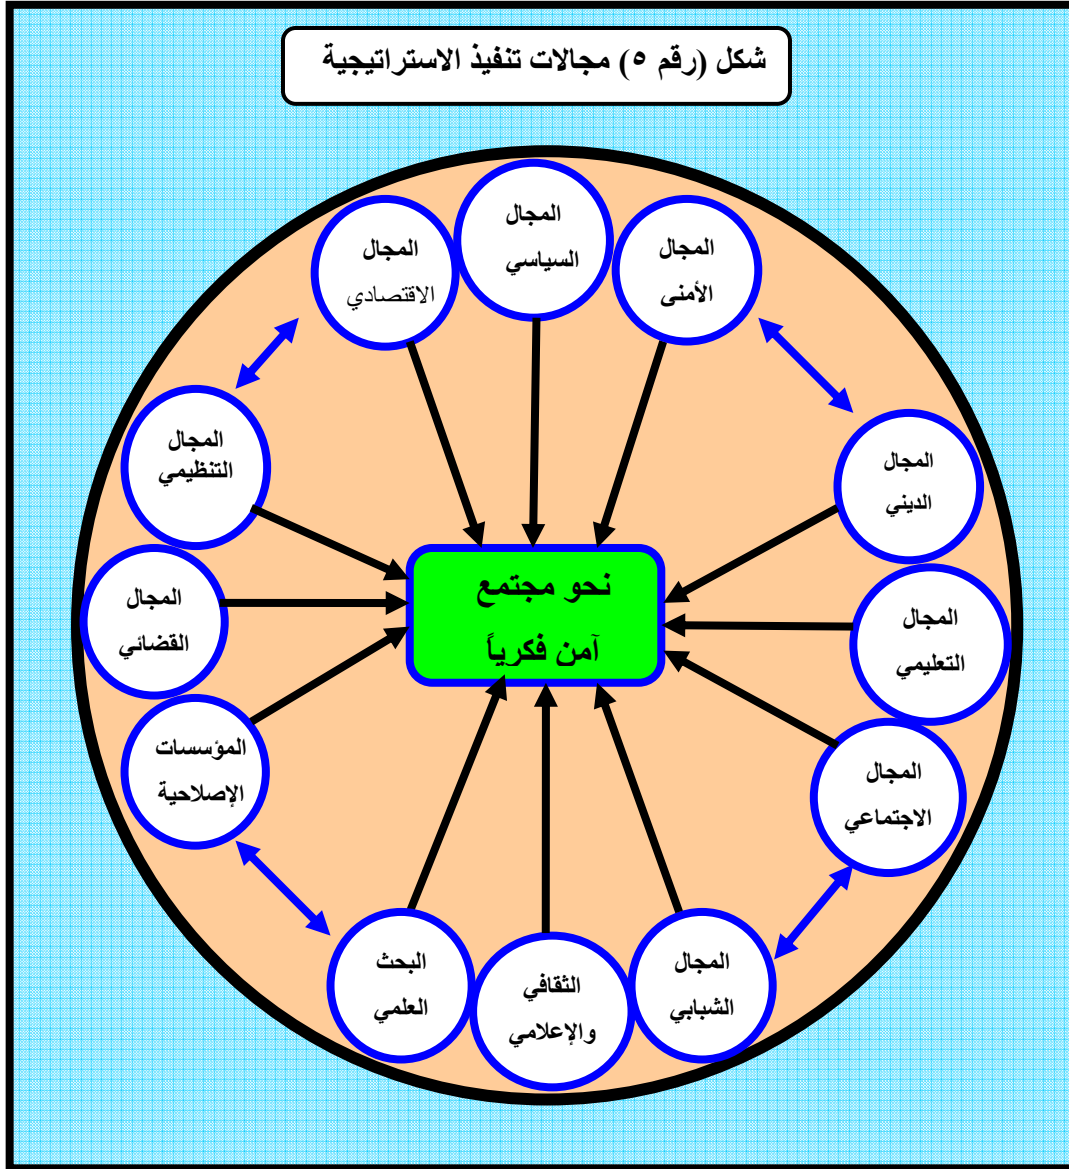 شكل (رقم ٥) مجالات تنفيذ الاستراتيجية
المجال
السياسي
المجال
الأمنى
المجال
الاقتصادي
المجال
الديني
المجال
التنظيمي
المجال
التعليمي
المجال
القضائي
نحو مجتمع
آمن فكرياً
المجال
الاجتماعي
المؤسسات
الإصلاحية
المجال
الشبابي
الثقافي
والإعلامي
البحث
العلمي